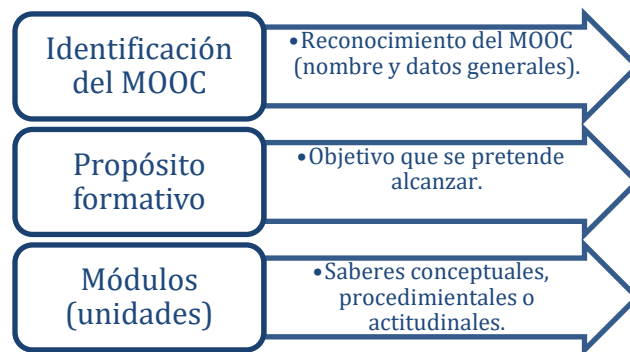 Identificación
del MOOC
•Reconocimiento del MOOC
(nombre y datos generales).
Propósito
formativo
•Objetivo que se pretende
alcanzar.
Módulos
(unidades)
•Saberes conceptuales,
procedimientales o
actitudinales.